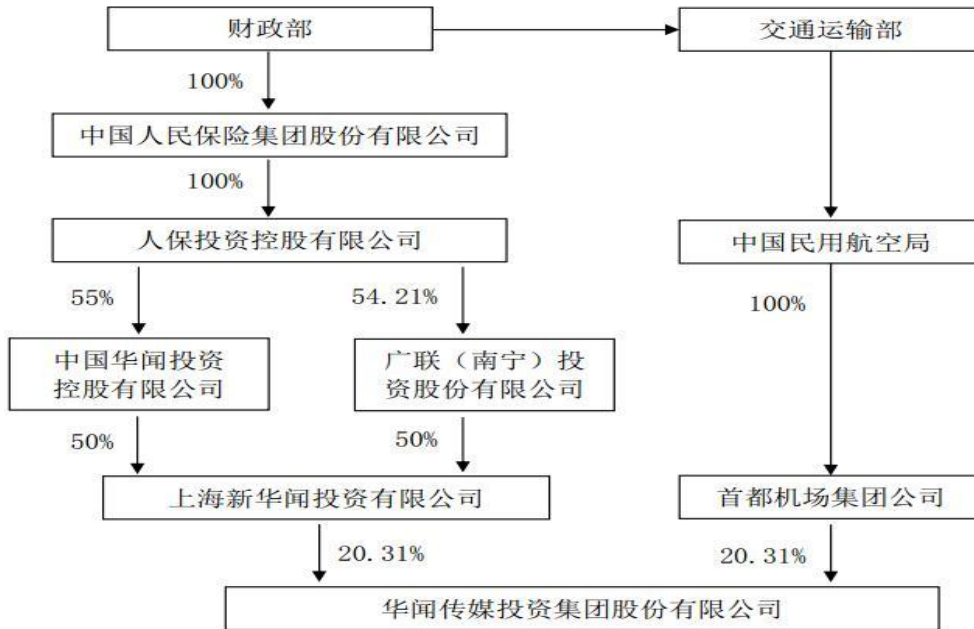 财政部
交通运输部
100%
中国人民保险集团股份有限公司
100%
人保投资控股有限公司
中国民用航空局
55%
54.21%
100%
中国华闻投资
控股有限公司
广联（南宁）投
资股份有限公司
50%
50%
上海新华闻投资有限公司
首都机场集团公司
20.31%
20.31%
华闻传媒投资集团股份有限公司